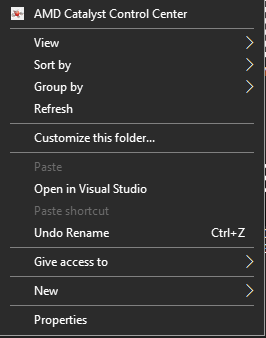 AMD Catalyst Control Center
View
Sort by
Group by
Refresh
Customize this folder...
Paste
Open in Visual Studio
Paste shortcut
Undo Rename Ctrl+Z
Give access to
New
Properties